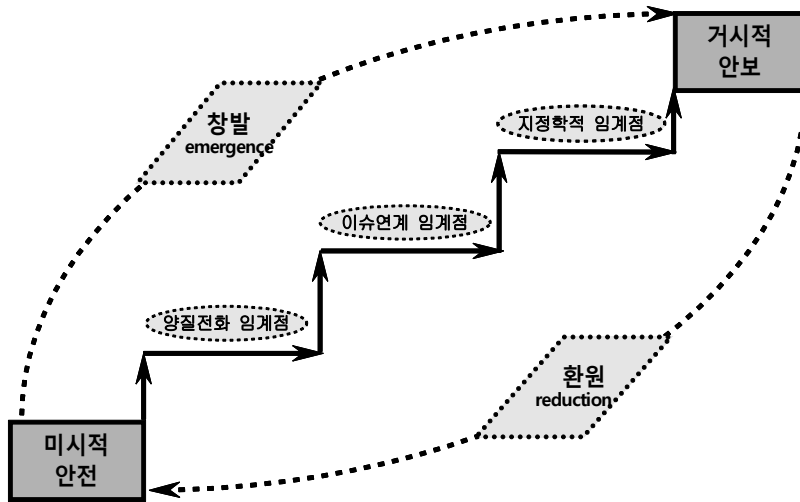 거시적
안보
창발
emergence
지정학적 임계점
이슈연계 임계점
양질전화 임계점
환원
reduction
미시적
안전